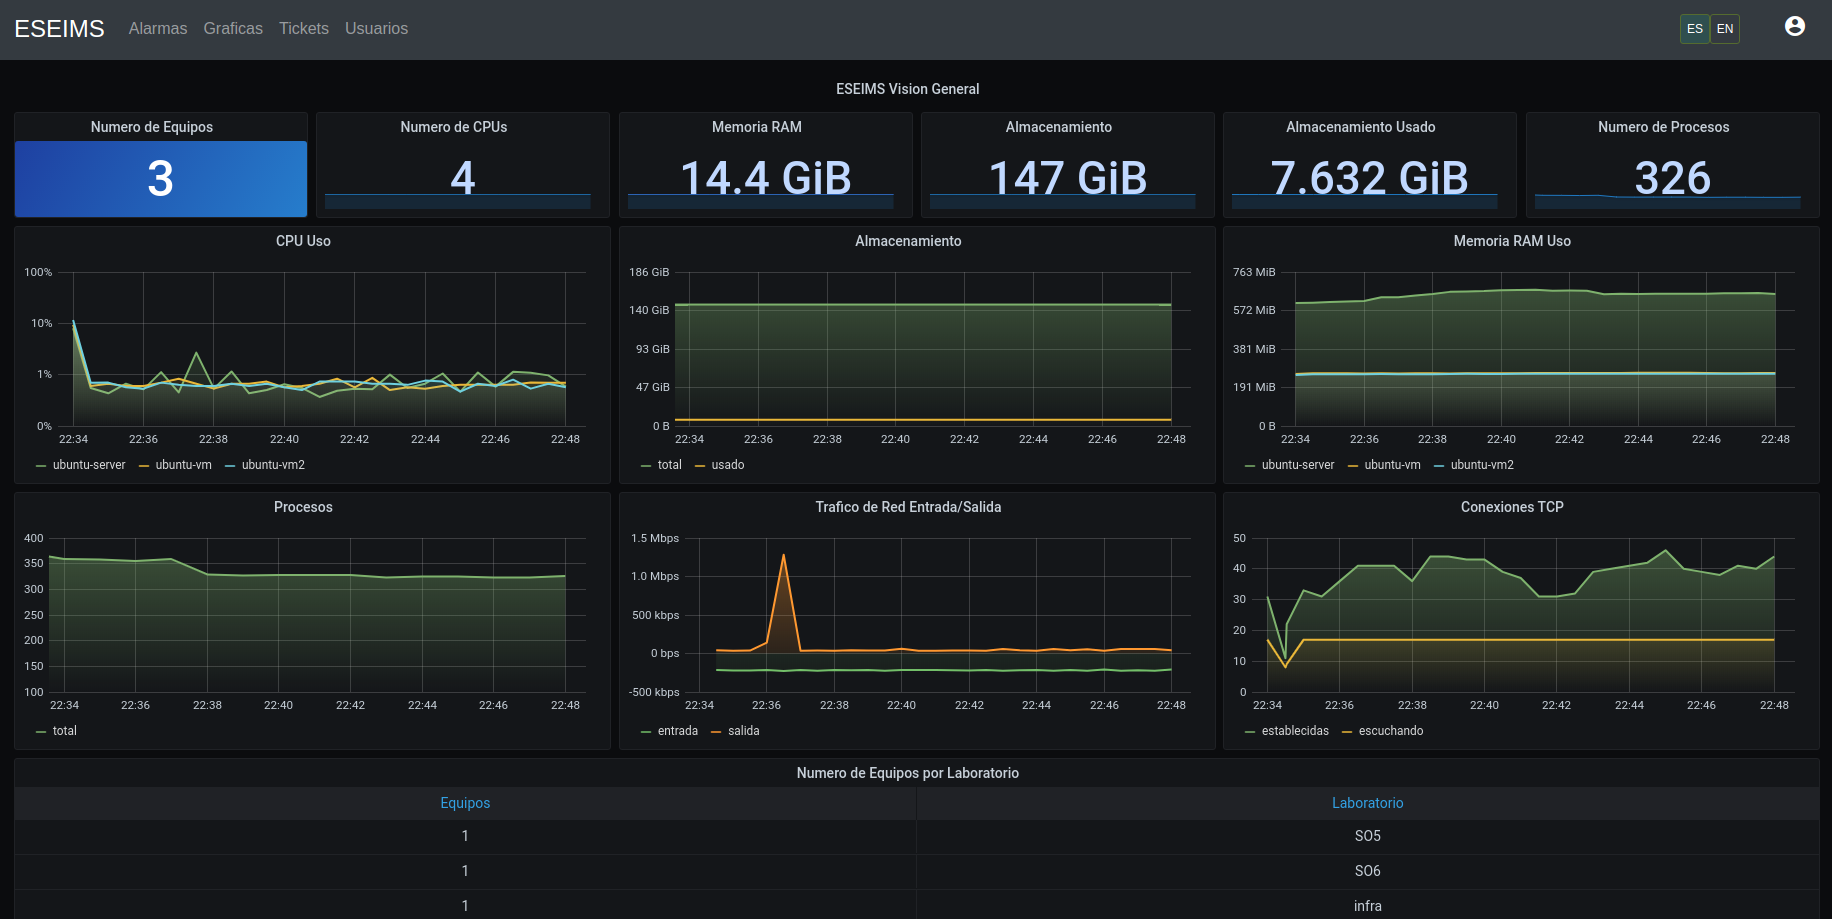 ESEIMS Alarmas Graficas Tickets Usuarios ES EN
ESEIMS Vision General
Numero de Equipos Numero de CPUs Memoria RAM Almacenamiento Almacenamiento Usado Numero de Procesos
3 4 14.4 GiB 147 GiB 7.632 GiB 326
CPU Uso
100%
10%
1%
0%
22:34 22:36 22:38 22:40 22:42 22:44 22:46 22:48
ubuntu-server ubuntu-vm ubuntu-vm2
Almacenamiento
186 GiB
140 GiB
93 GiB
47 GiB
0 B
22:34 22:36 22:38 22:40 22:42 22:44 22:46 22:48
total usado
Memoria RAM Uso
763 MiB
572 MiB
381 MiB
191 MiB
0 B
22:34 22:36 22:38 22:40 22:42 22:44 22:46 22:48
ubuntu-server ubuntu-vm ubuntu-vm2
Procesos
400
350
300
250
200
150
100
22:34 22:36 22:38 22:40 22:42 22:44 22:46 22:48
total
Trafico de Red Entrada/Salida
1.5 Mbps
1.0 Mbps
500 kbps
0 bps
-500 kbps
22:34 22:36 22:38 22:40 22:42 22:44 22:46 22:48
entrada salida
Conexiones TCP
50
40
30
20
10
0
22:34 22:36 22:38 22:40 22:42 22:44 22:46 22:48
establecidas escuchando
Numero de Equipos por Laboratorio
Equipos Laboratorio
1 SO5
1 SO6
1 infra